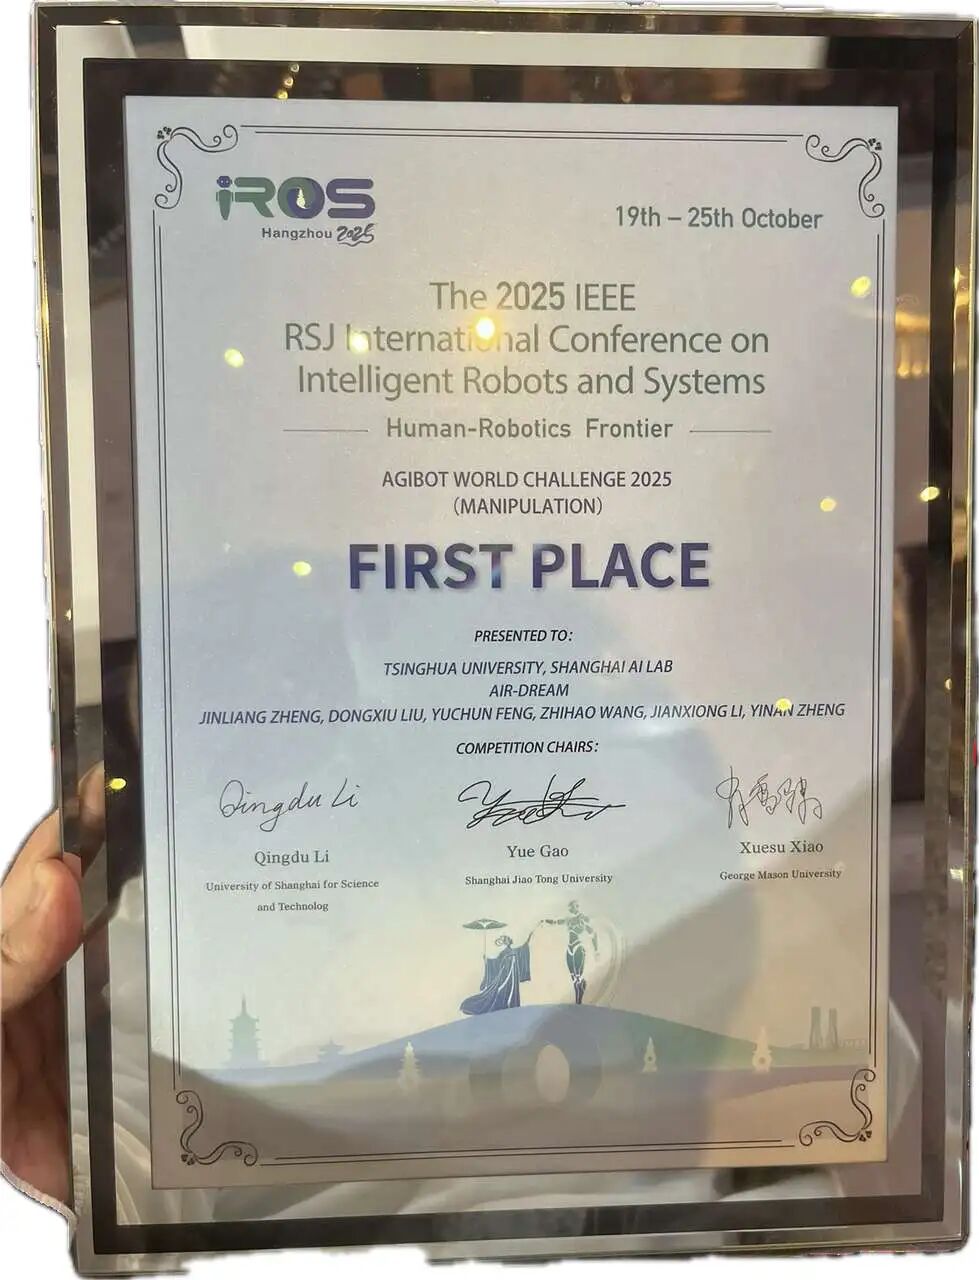 iROS
Hangzhou 2025
19th – 25th October
The 2025 IEEE
RSJ International Conference on
Intelligent Robots and Systems
Human-Robotics Frontier
AGIBOT WORLD CHALLENGE 2025
(MANIPULATION)
FIRST PLACE
PRESENTED TO:
TSINGHUA UNIVERSITY, SHANGHAI AI LAB
AIR-DREAM
JINLIANG ZHENG, DONGXIU LIU, YUCHUN FENG, ZHIHAO WANG, JIANXIONG LI, YINAN ZHENG
COMPETITION CHAIRS:
Qingdu Li
Qingdu Li
Yue Gao
Xuesu Xiao
University of Shanghai for Science
and Technolog
Shanghai Jiao Tong University
George Mason University